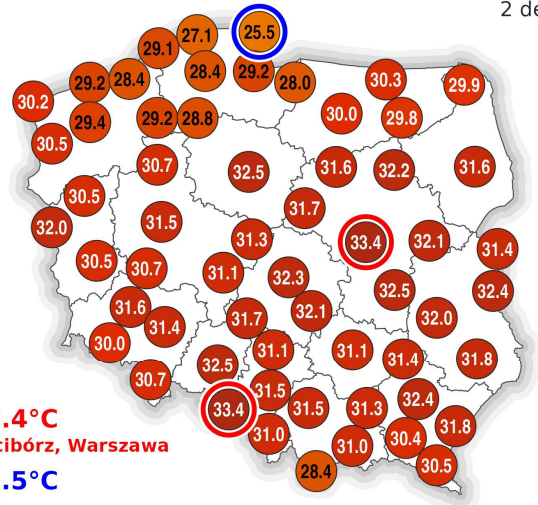 2 de
27.1 25.5
29.1
28.4 29.2
29.2 28.4 28.0 30.3 29.9
30.2
29.4 29.2 28.8 30.0 29.8
30.5
30.7 32.5 31.6 32.2 31.6
30.5
31.7
32.0 31.5
31.3 33.4 32.1 31.4
30.5 30.7 31.1 32.3
32.5 32.4
31.6 31.7 32.1 32.0
30.0 31.4
31.1 31.1 31.4 31.8
30.7 32.5
31.5 32.4
33.4 31.5 31.3
.4°C 31.8
31.0 31.0 30.4
cibórz, Warszawa
28.4 30.5
.5°C